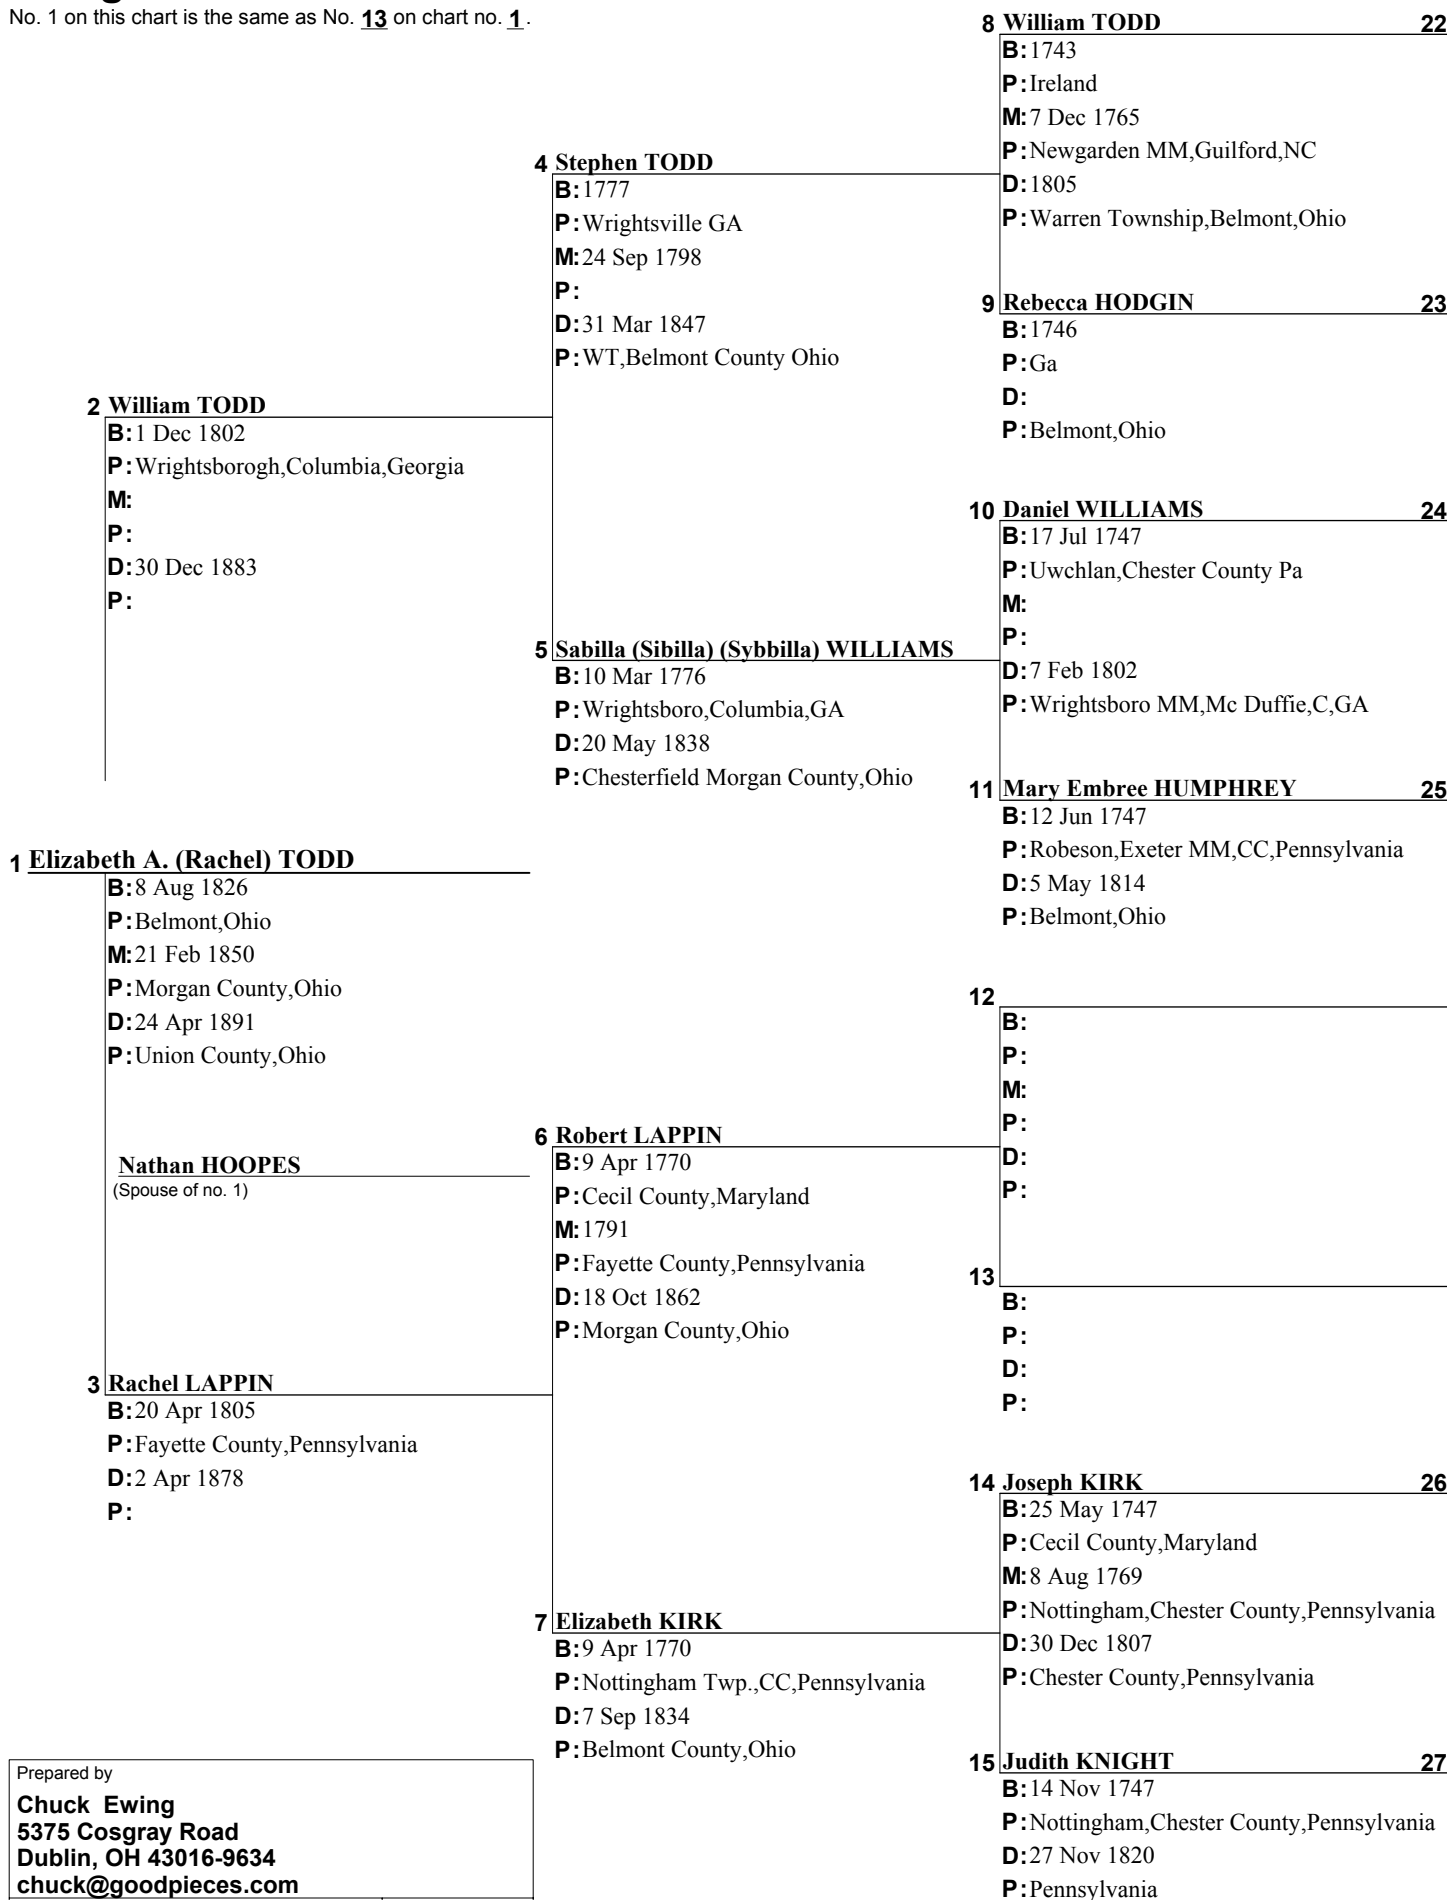 No. 1 on this chart is the same as No. 13 on chart no. 1.
8 William TODD 22
B:1743
P:Ireland
M:7 Dec 1765
P:Newgarden MM,Guilford,NC
D:1805
P:Warren Township,Belmont,Ohio
4 Stephen TODD
B:1777
P:Wrightsville GA
M:24 Sep 1798
P:
D:31 Mar 1847
P:WT,Belmont County Ohio
9 Rebecca HODGIN 23
B:1746
P:Ga
D:
P:Belmont,Ohio
2 William TODD
B:1 Dec 1802
P:Wrightsborogh,Columbia,Georgia
M:
P:
D:30 Dec 1883
P:
10 Daniel WILLIAMS 24
B:17 Jul 1747
P:Uwchlan,Chester County Pa
M:
P:
D:7 Feb 1802
P:Wrightsboro MM,Mc Duffie,C,GA
5 Sabilla (Sibilla) (Sybbilla) WILLIAMS
B:10 Mar 1776
P:Wrightsboro,Columbia,GA
D:20 May 1838
P:Chesterfield Morgan County,Ohio
11 Mary Embree HUMPHREY 25
B:12 Jun 1747
P:Robeson,Exeter MM,CC,Pennsylvania
D:5 May 1814
P:Belmont,Ohio
1 Elizabeth A. (Rachel) TODD
B:8 Aug 1826
P:Belmont,Ohio
M:21 Feb 1850
P:Morgan County,Ohio
D:24 Apr 1891
P:Union County,Ohio
Nathan HOOPES
(Spouse of no. 1)
12
B:
P:
M:
P:
D:
P:
6 Robert LAPPIN
B:9 Apr 1770
P:Cecil County,Maryland
M:1791
P:Fayette County,Pennsylvania
D:18 Oct 1862
P:Morgan County,Ohio
13
B:
P:
D:
P:
3 Rachel LAPPIN
B:20 Apr 1805
P:Fayette County,Pennsylvania
D:2 Apr 1878
P:
14 Joseph KIRK 26
B:25 May 1747
P:Cecil County,Maryland
M:8 Aug 1769
P:Nottingham,Chester County,Pennsylvania
D:30 Dec 1807
P:Chester County,Pennsylvania
7 Elizabeth KIRK
B:9 Apr 1770
P:Nottingham Twp.,CC,Pennsylvania
D:7 Sep 1834
P:Belmont County,Ohio
15 Judith KNIGHT 27
B:14 Nov 1747
P:Nottingham,Chester County,Pennsylvania
D:27 Nov 1820
P:Pennsylvania
Prepared by
Chuck Ewing
5375 Cosgray Road
Dublin, OH 43016-9634
chuck@goodpieces.com